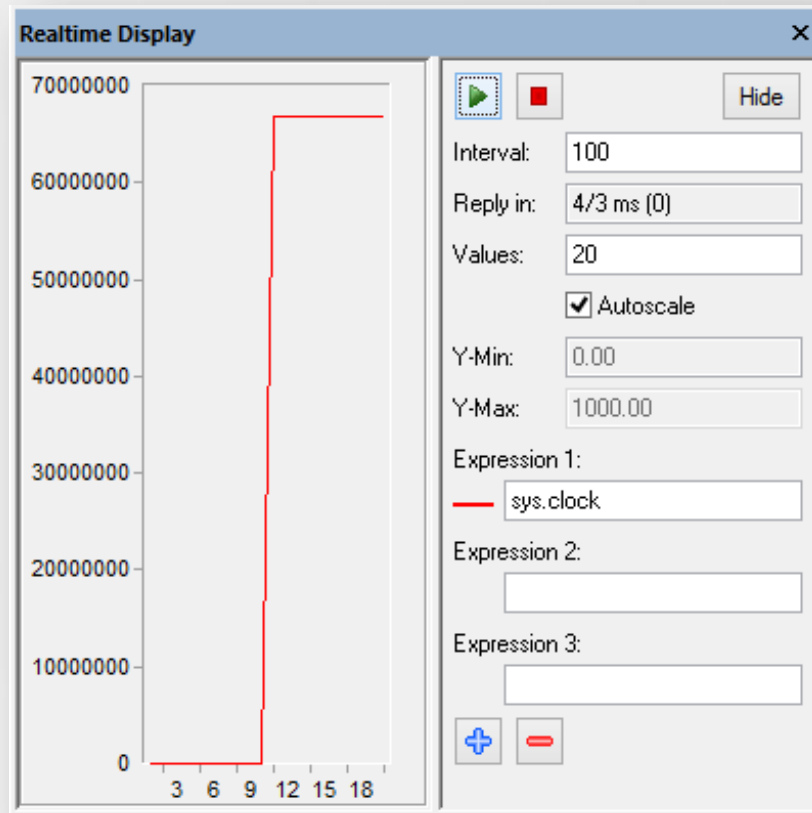 Realtime Display
70000000
60000000
50000000
40000000
30000000
20000000
10000000
0
3 6 9 12 15 18
Hide
Interval: 100
Reply in: 4/3 ms (0)
Values: 20
Autoscale
Y-Min: 0.00
Y-Max: 1000.00
Expression 1:
sys.clock
Expression 2:
Expression 3: